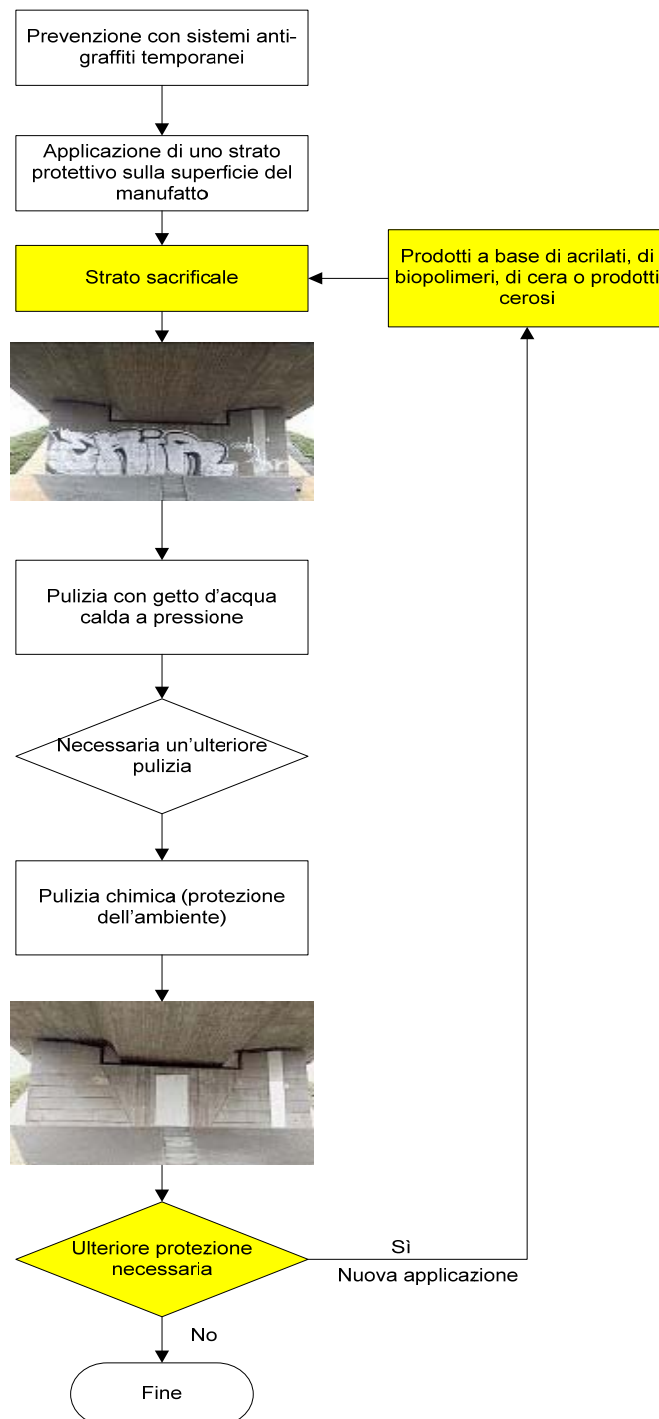 Prevenzione con sistemi anti-
graffiti temporanei
Applicazione di uno strato
protettivo sulla superficie del
manufatto
Strato sacrificale
Prodotti a base di acrilati, di
biopolimeri, di cera o prodotti
cerosi
Pulizia con getto d'acqua
calda a pressione
Necessaria un'ulteriore
pulizia
Pulizia chimica (protezione
dell'ambiente)
Ulteriore protezione
necessaria
Sì
Nuova applicazione
No
Fine